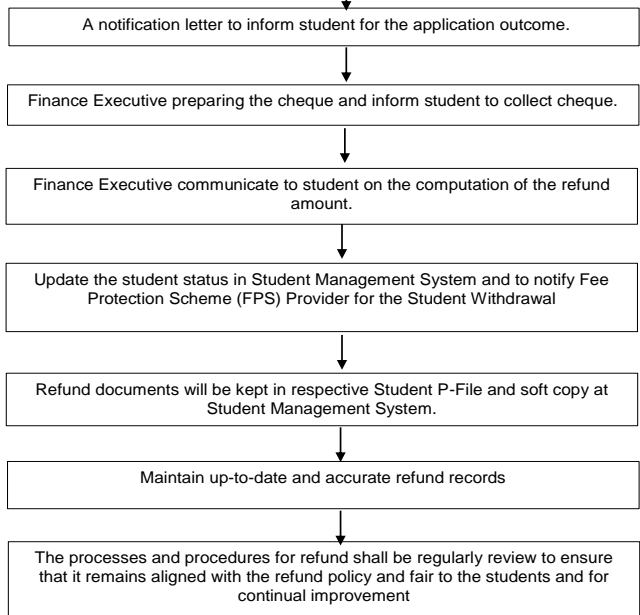 A notification letter to inform student for the application outcome.
Finance Executive preparing the cheque and inform student to collect cheque.
Finance Executive communicate to student on the computation of the refund
amount.
Update the student status in Student Management System and to notify Fee
Protection Scheme (FPS) Provider for the Student Withdrawal
Refund documents will be kept in respective Student P-File and soft copy at
Student Management System.
Maintain up-to-date and accurate refund records
The processes and procedures for refund shall be regularly review to ensure
that it remains aligned with the refund policy and fair to the students and for
continual improvement